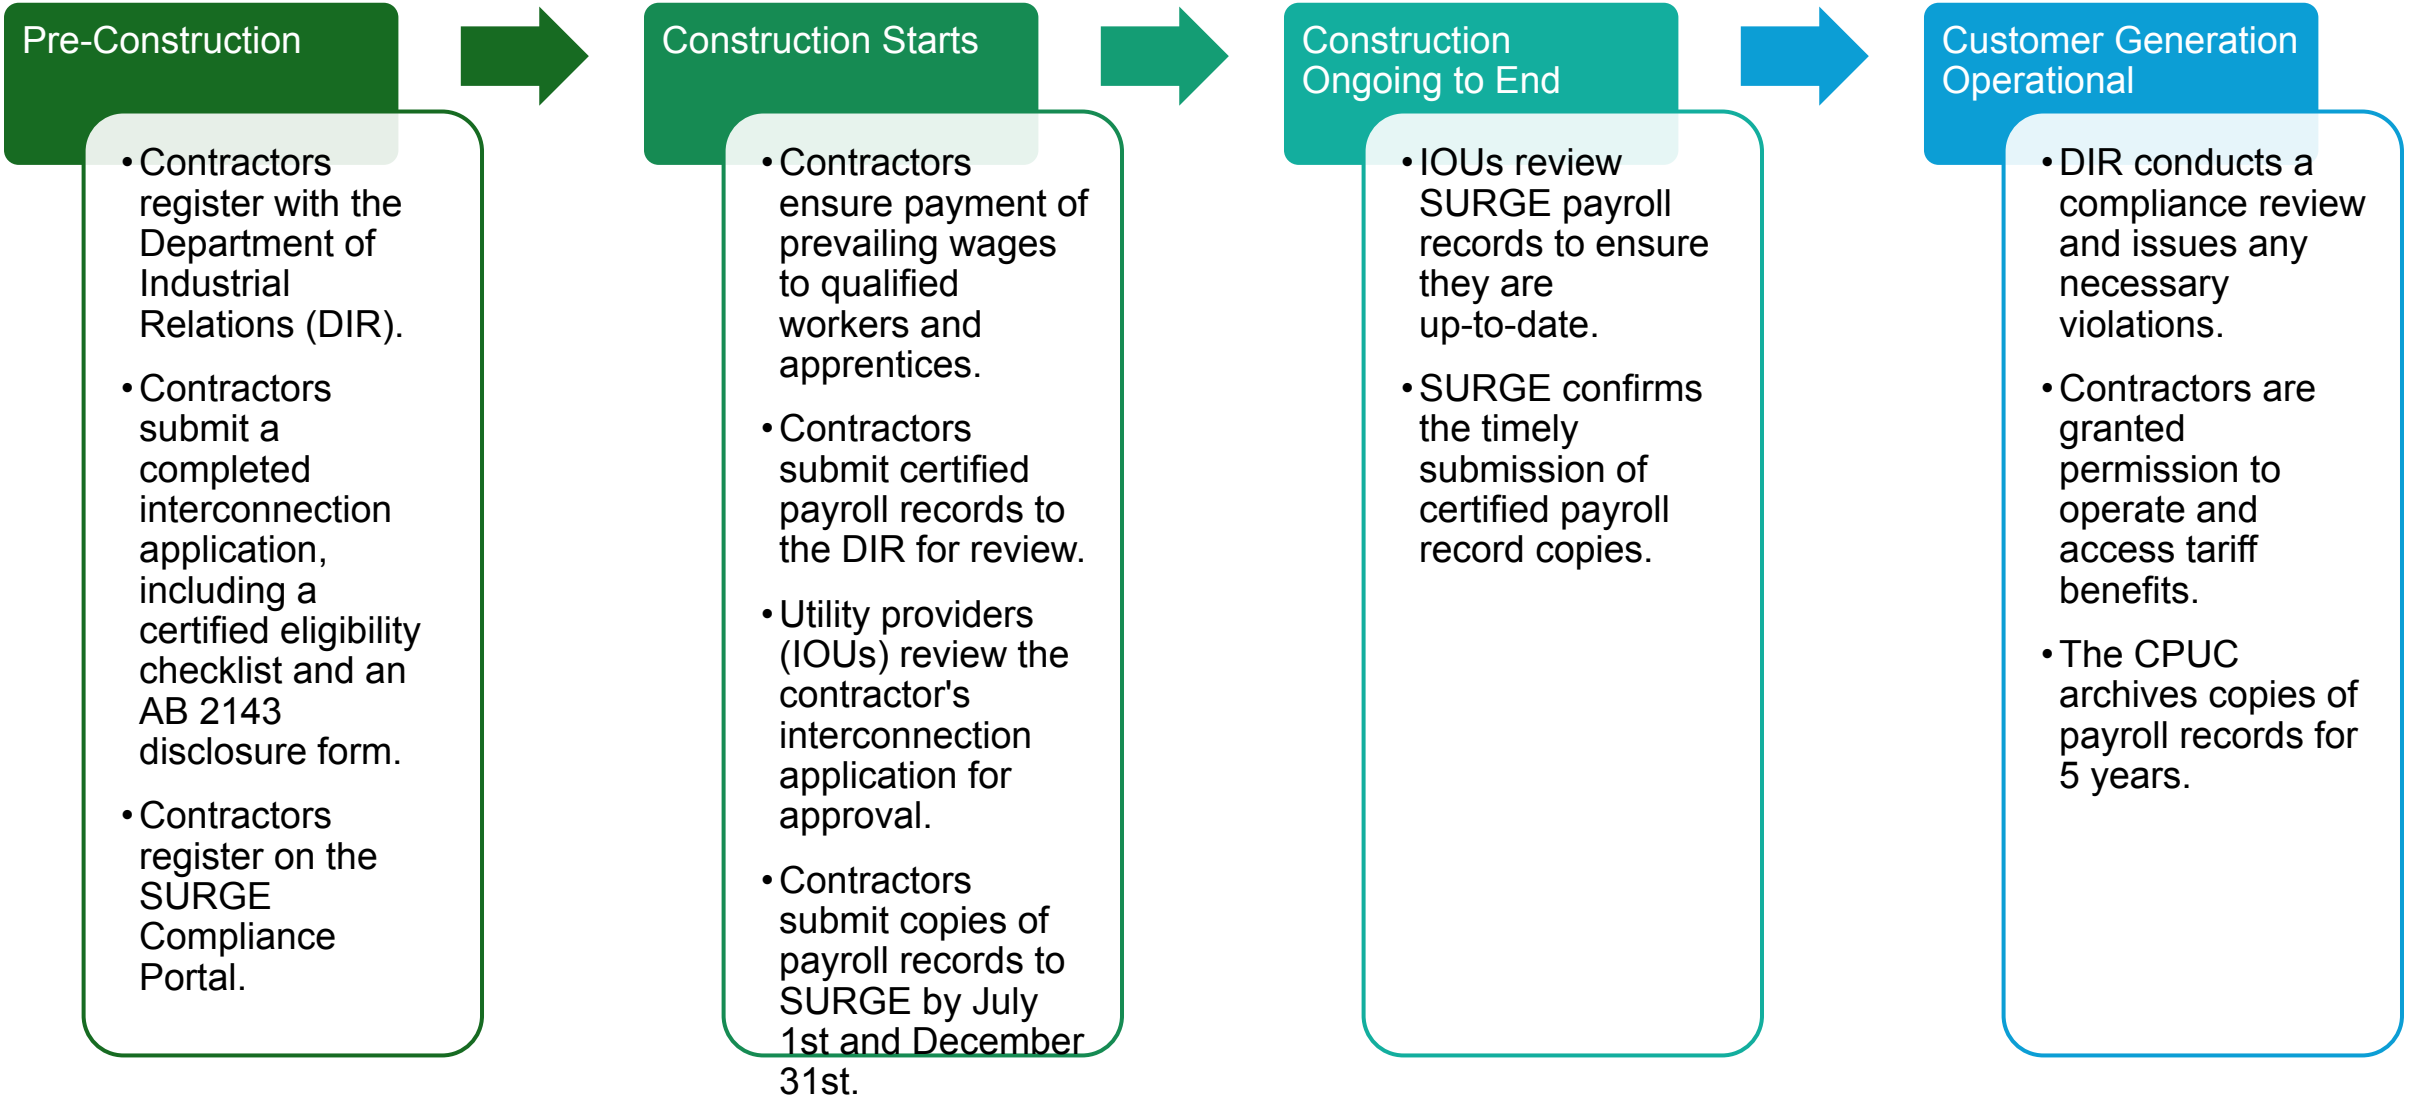 Pre-Construction
• Contractors
register with the
Department of
Industrial
Relations (DIR).
• Contractors
submit a
completed
interconnection
application,
including a
certified eligibility
checklist and an
AB 2143
disclosure form.
• Contractors
register on the
SURGE
Compliance
Portal.
Construction Starts
• Contractors
ensure payment of
prevailing wages
to qualified
workers and
apprentices.
• Contractors
submit certified
payroll records to
the DIR for review.
• Utility providers
(IOUs) review the
contractor's
interconnection
application for
approval.
• Contractors
submit copies of
payroll records to
SURGE by July
1st and December
31st.
Construction
Ongoing to End
• IOUs review
SURGE payroll
records to ensure
they are
up-to-date.
• SURGE confirms
the timely
submission of
certified payroll
record copies.
Customer Generation
Operational
• DIR conducts a
compliance review
and issues any
necessary
violations.
• Contractors are
granted
permission to
operate and
access tariff
benefits.
• The CPUC
archives copies of
payroll records for
5 years.